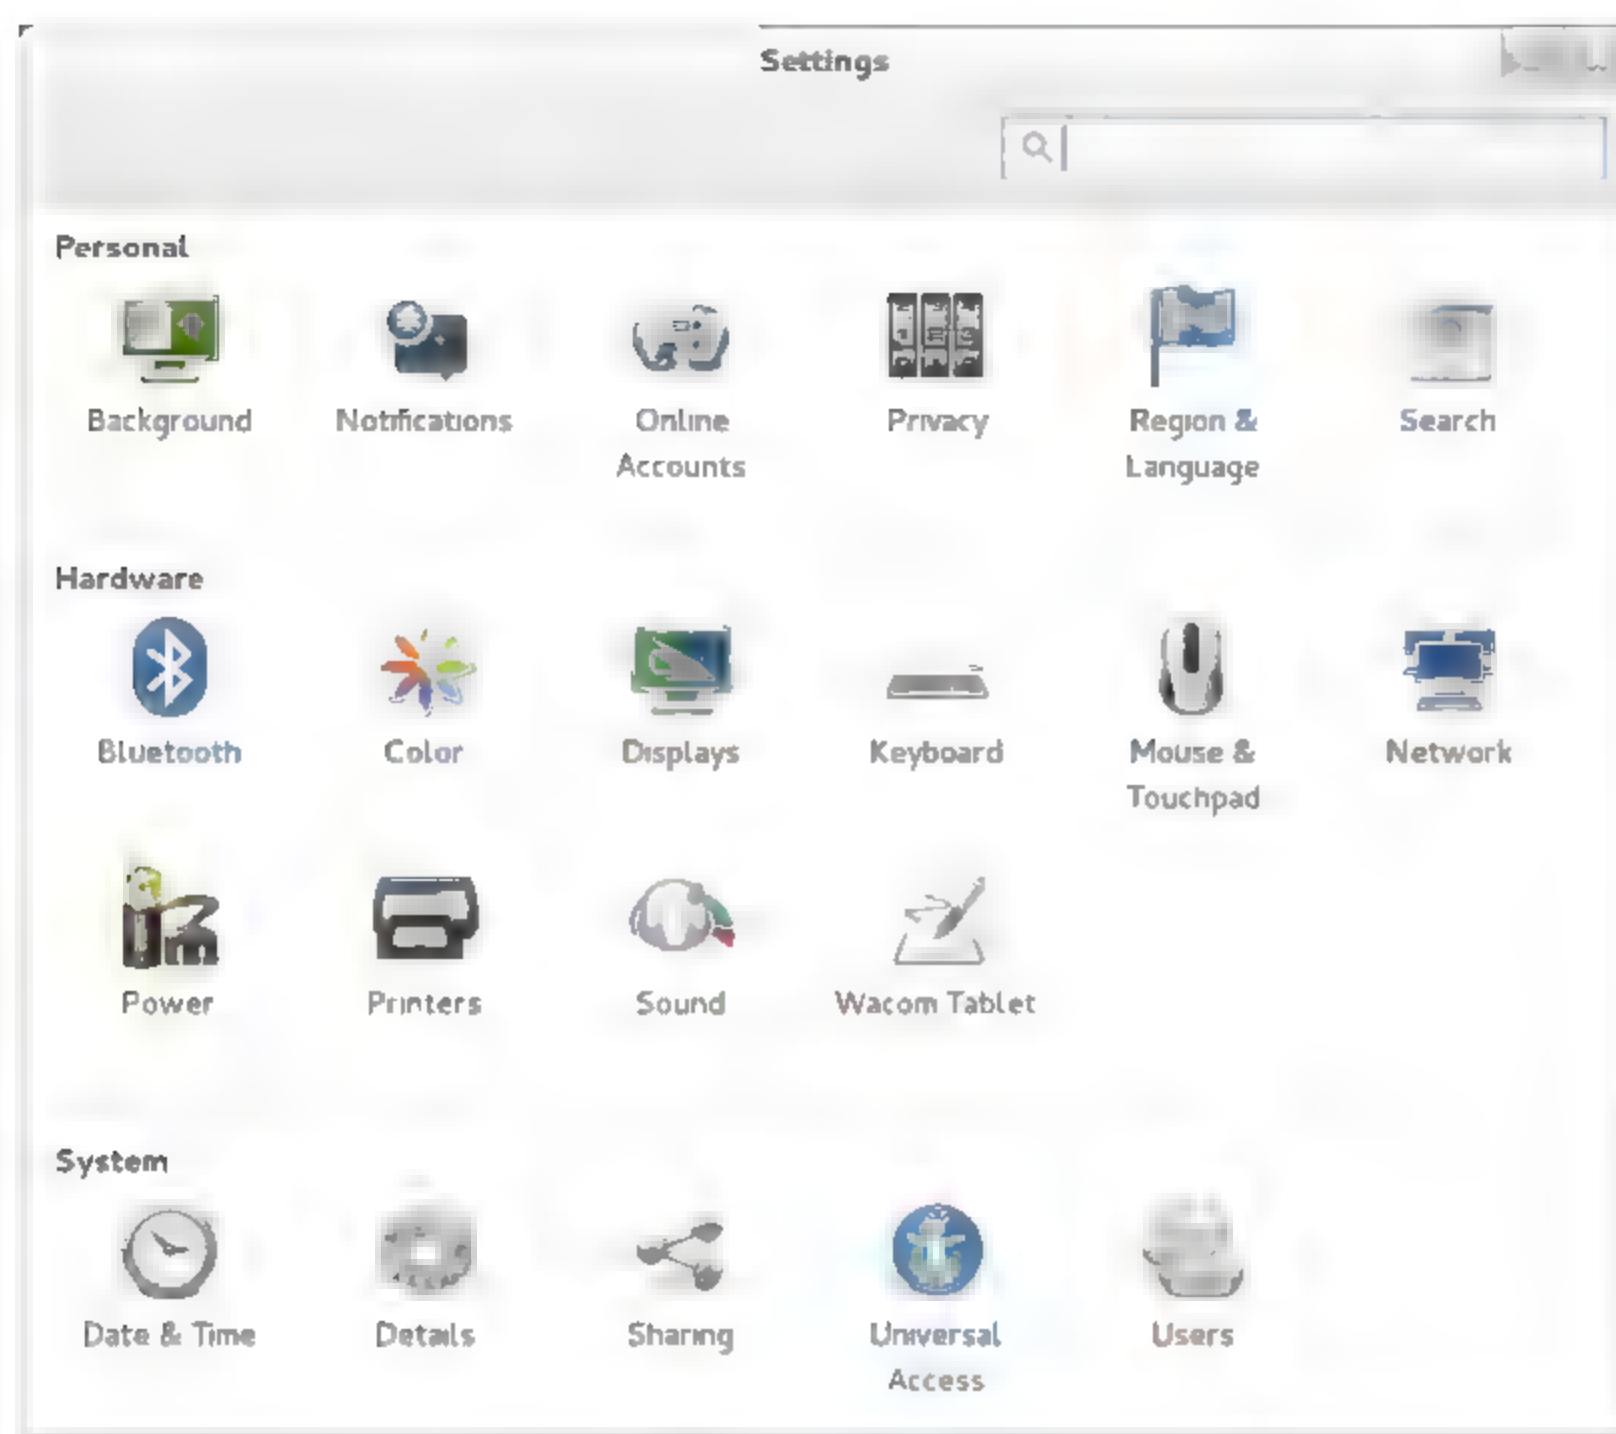 Settings
Personal
Background Notifications Online Privacy Region & Search
Accounts Language
Hardware
Bluetooth Color Displays Keyboard Mouse & Network
Touchpad
Power Printers Sound Wacom Tablet
System
Date & Time Details Sharing Universal Users
Access